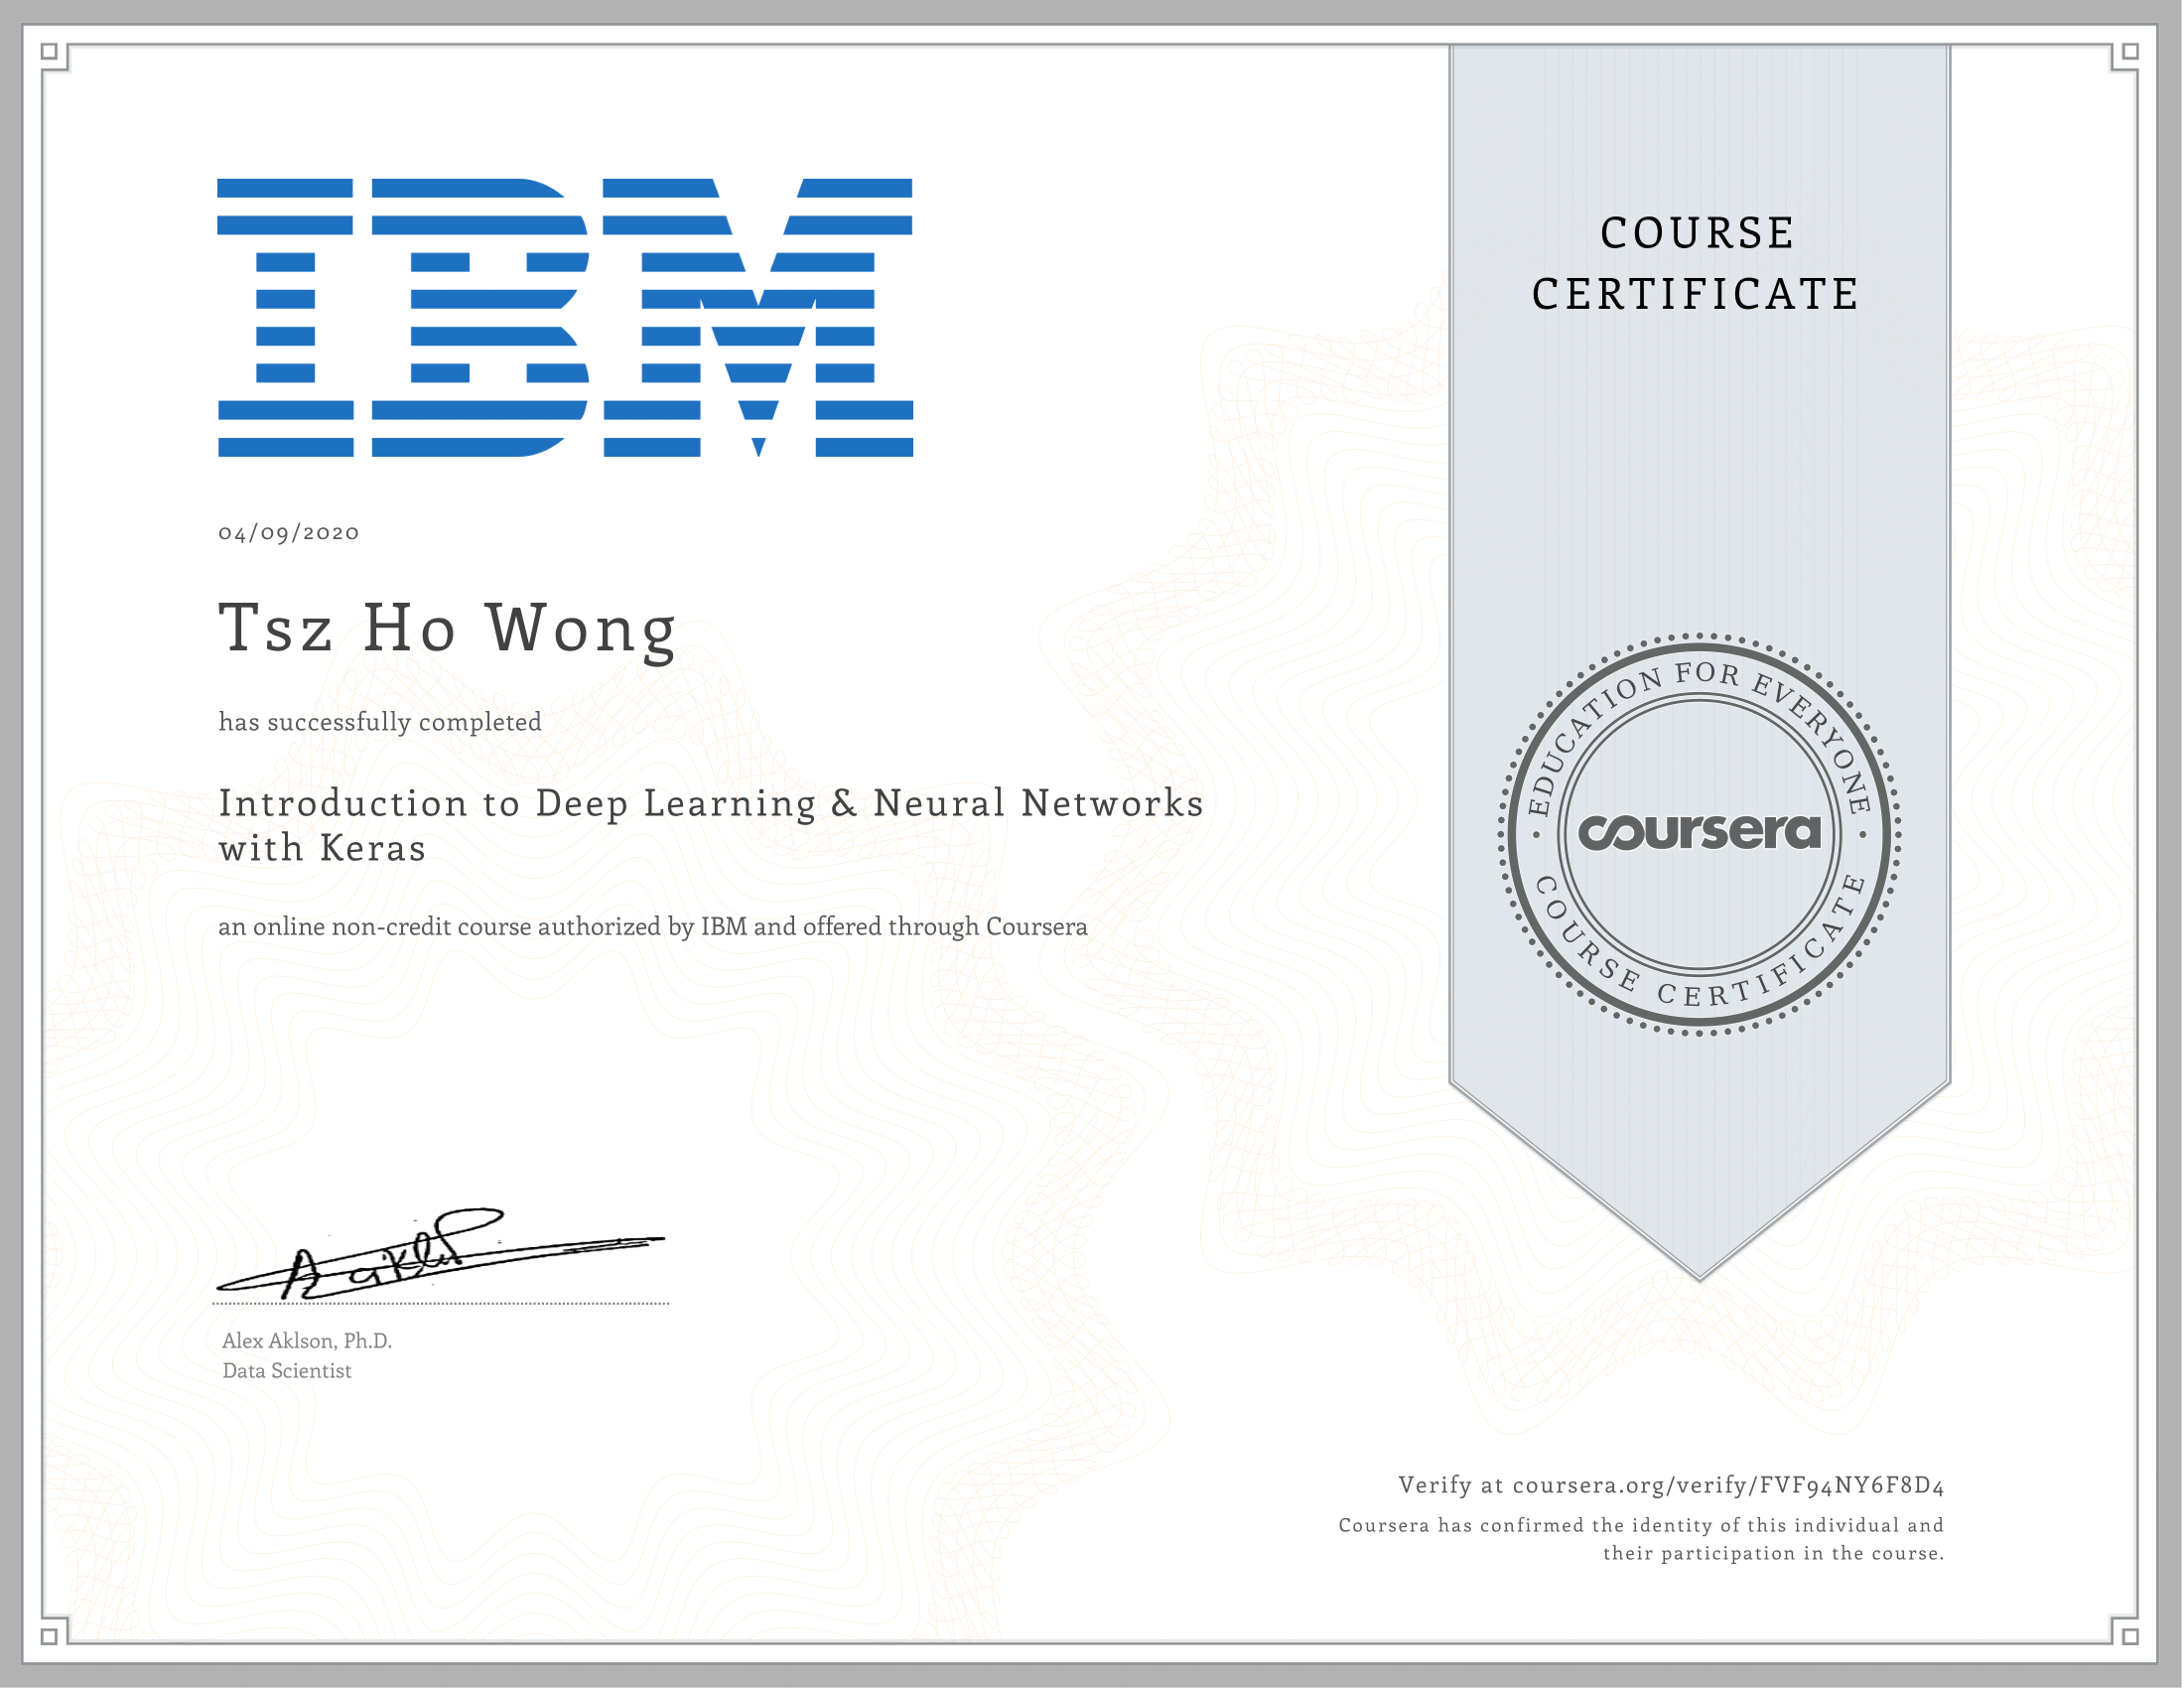 IBM
COURSE
CERTIFICATE
04/09/2020
Tsz Ho Wong
has successfully completed
Introduction to Deep Learning & Neural Networks
with Keras
an online non-credit course authorized by IBM and offered through Coursera
EDUCATION FOR EVERYONE
coursera
COURSE CERTIFICATE
Alex Aklson, Ph.D.
Data Scientist
Verify at coursera.org/verify/FVF94NY6F8D4
Coursera has confirmed the identity of this individual and
their participation in the course.